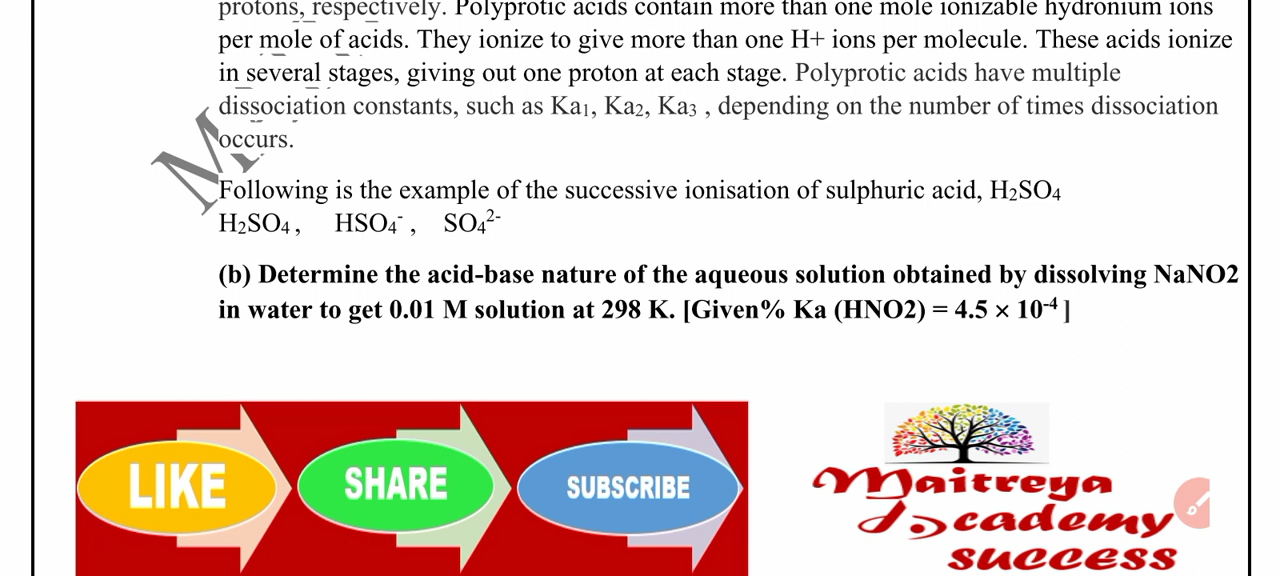 protons, respectively. Polyprotic acids contain more than one mole ionizable hydronium ions
per mole of acids. They ionize to give more than one H+ ions per molecule. These acids ionize
in several stages, giving out one proton at each stage. Polyprotic acids have multiple
dissociation constants, such as Ka₁, Ka₂, Ka₃ , depending on the number of times dissociation
occurs.
Following is the example of the successive ionisation of sulphuric acid, H₂SO₄
H₂SO₄ , HSO₄⁻ , SO₄²⁻
(b) Determine the acid-base nature of the aqueous solution obtained by dissolving NaNO2
in water to get 0.01 M solution at 298 K. [Given% Ka (HNO2) = 4.5 × 10⁻⁴ ]
LIKE SHARE SUBSCRIBE
Maitreya
Academy
success